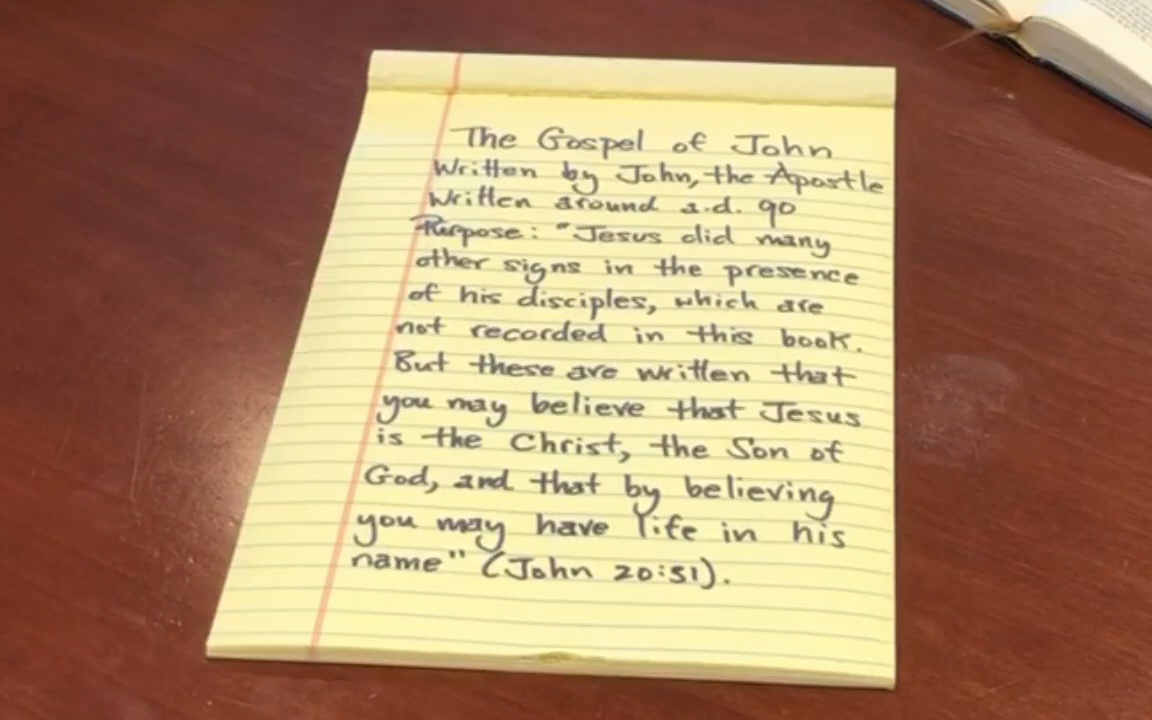 The Gospel of John
Written by John, the Apostle
Written around a.d. 90
Purpose: "Jesus did many
other signs in the presence
of his disciples, which are
not recorded in this book.
But these are written that
you may believe that Jesus
is the Christ, the Son of
God, and that by believing
you may have life in his
name" (John 20:51).